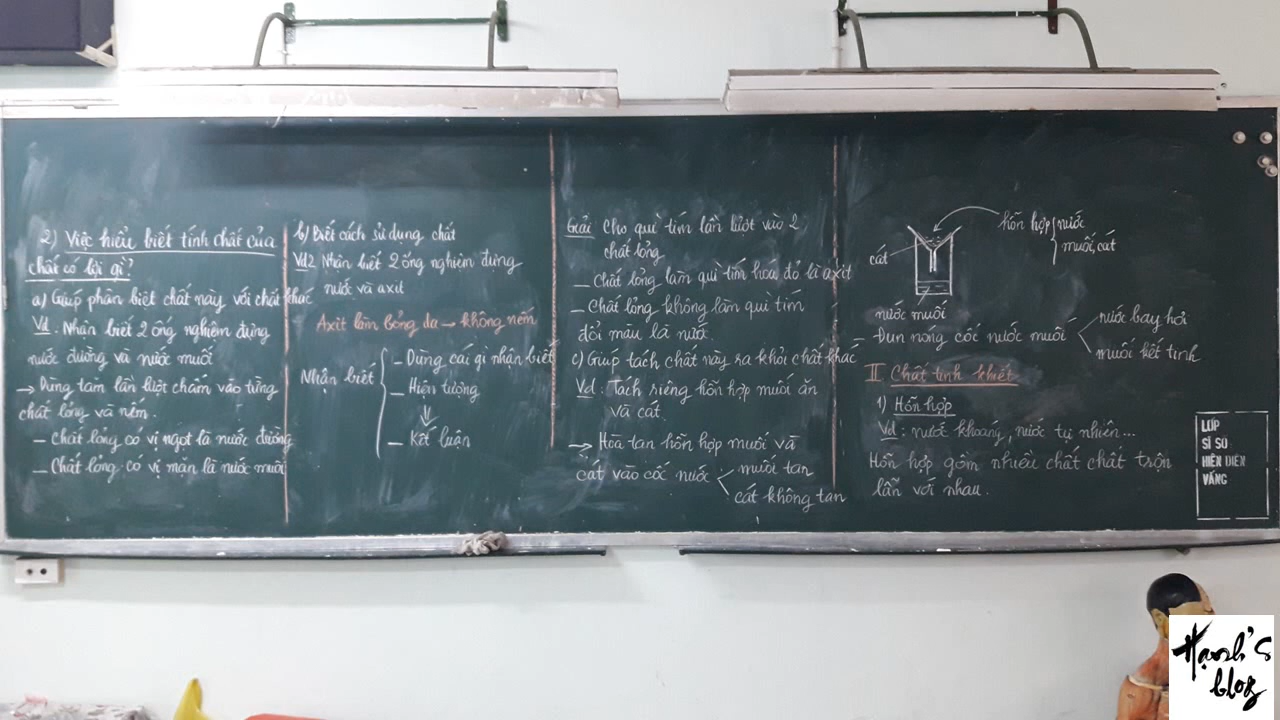 2) Việc hiểu biết tính chất của
chất có lợi gì?
a) Giúp phân biệt chất này với chất khác
Vd. Nhận biết 2 ống nghiệm đựng
nước đường và nước muối
→ Dùng tăm lần lượt chấm vào từng
chất lỏng và nếm.
– Chất lỏng có vị ngọt là nước đường
– Chất lỏng có vị mặn là nước muối
b) Biết cách sử dụng chất
Vd2 Nhận biết 2 ống nghiệm đựng
nước và axit
Axit làm bỏng da → không nếm
Nhận biết
– Dùng cái gì nhận biết
– Hiện tượng
⇓
– Kết luận
Giải Cho quì tím lần lượt vào 2
chất lỏng
– Chất lỏng làm quì tím hóa đỏ là axit
– Chất lỏng không làm quì tím
đổi màu là nước.
c) Giúp tách chất này ra khỏi chất khác
Vd. Tách riêng hỗn hợp muối ăn
và cát.
→ Hòa tan hỗn hợp muối và
cát vào cốc nước
muối tan
cát không tan
hỗn hợp
nước
muối, cát
cát
nước muối
– Đun nóng cốc nước muối
nước bay hơi
muối kết tinh
II Chất tinh khiết
1) Hỗn hợp
Vd: nước khoáng, nước tự nhiên...
Hỗn hợp gồm nhiều chất chất trộn
lẫn với nhau.
LỚP
SĨ SỐ
HIỆN DIỆN
VẮNG
Hạnh's
blog